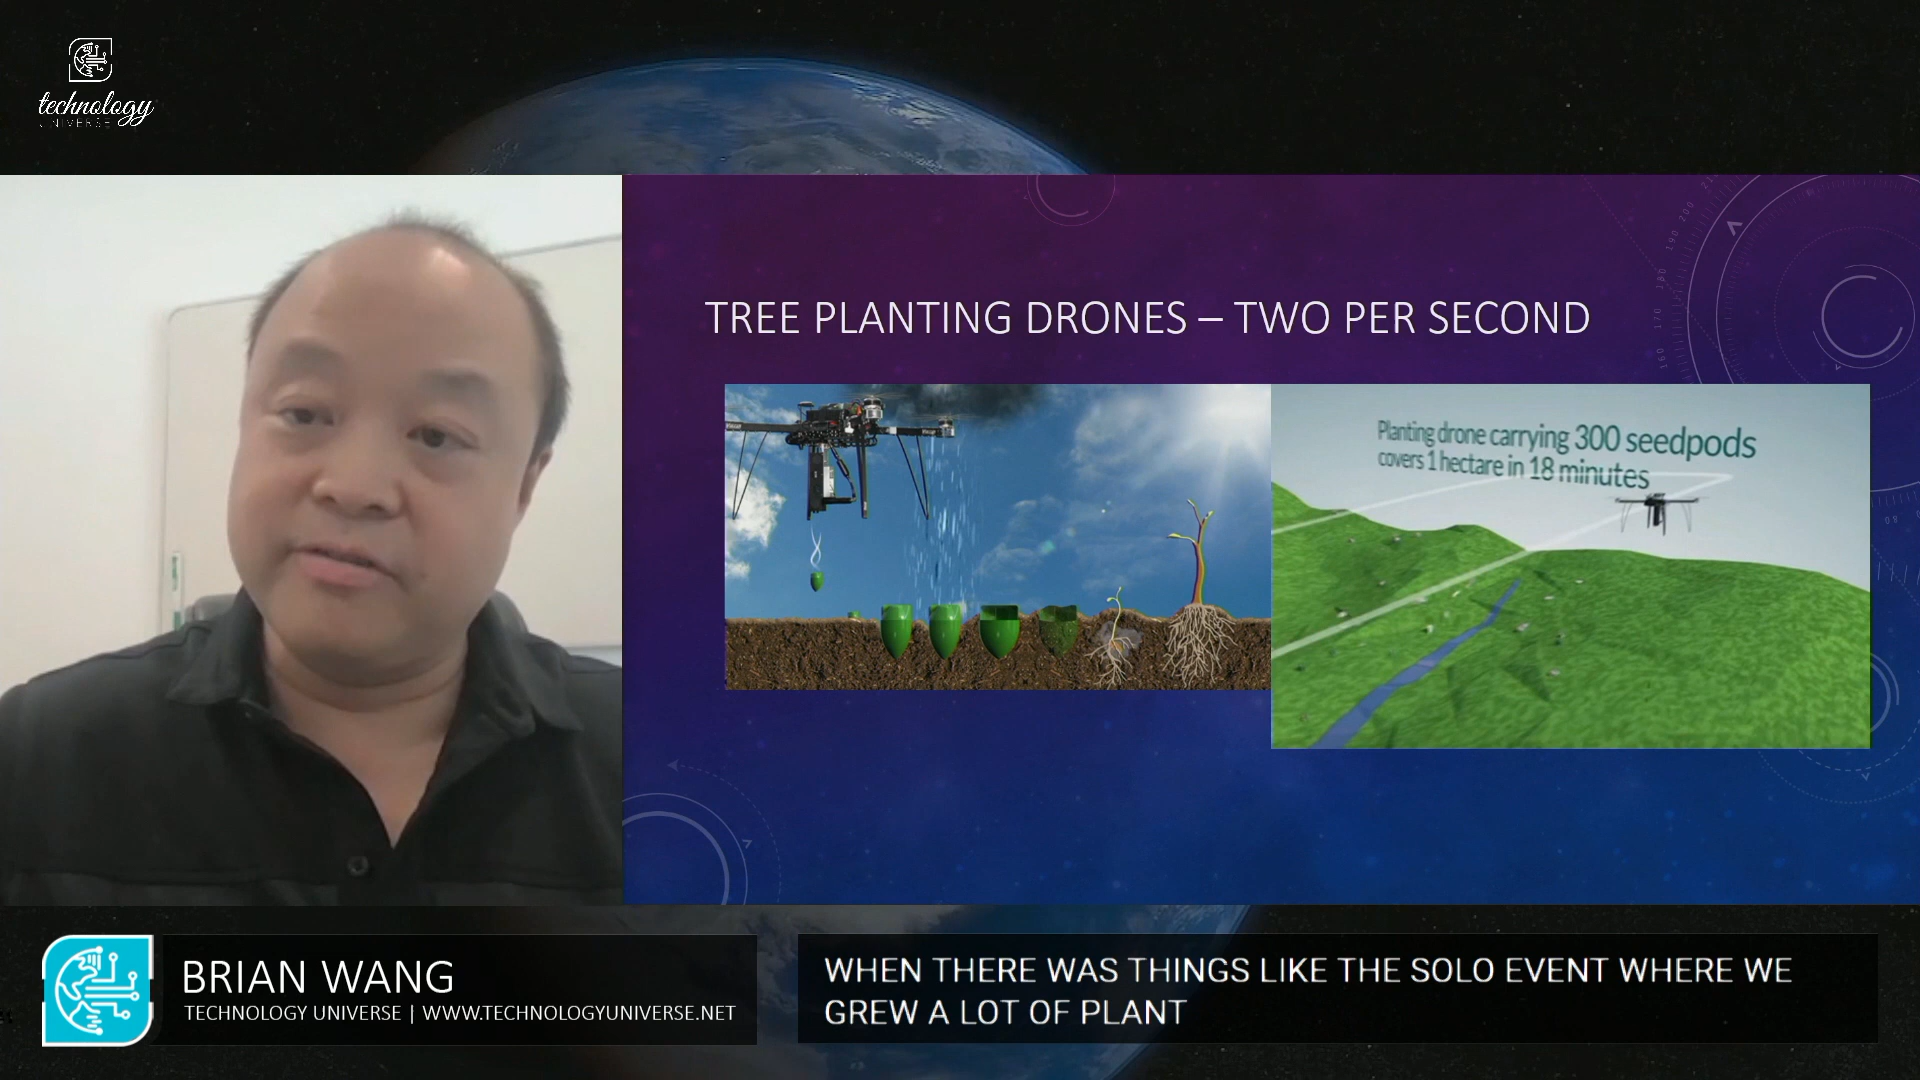 technology
UNIVERSE
TREE PLANTING DRONES – TWO PER SECOND
Planting drone carrying 300 seedpods
covers 1 hectare in 18 minutes
BRIAN WANG
TECHNOLOGY UNIVERSE | WWW.TECHNOLOGYUNIVERSE.NET
WHEN THERE WAS THINGS LIKE THE SOLO EVENT WHERE WE
GREW A LOT OF PLANT